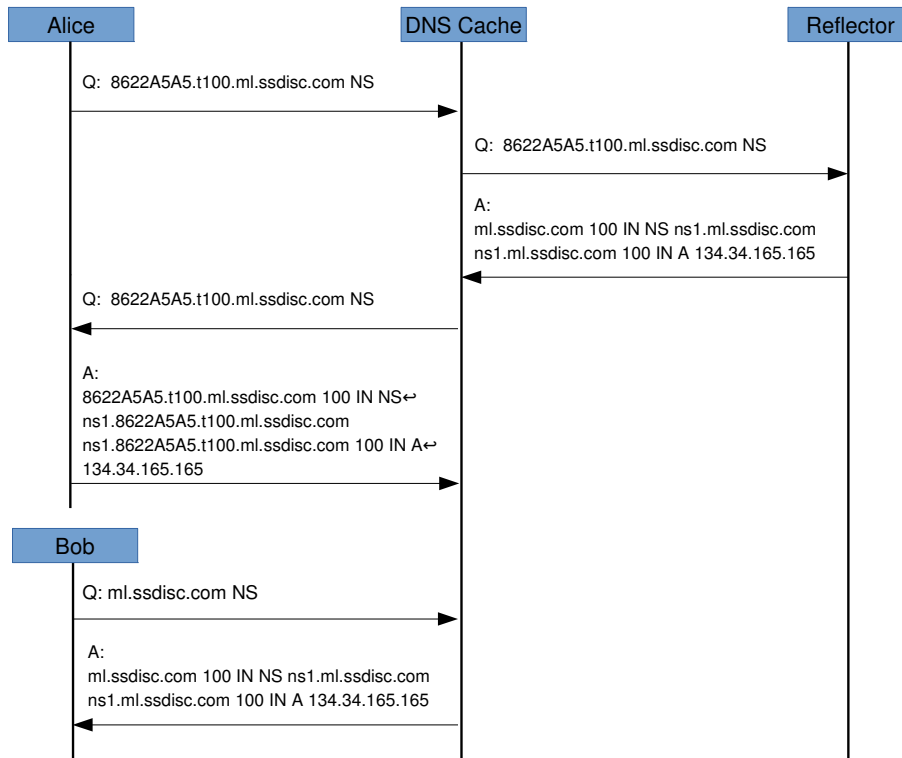 Alice
DNS Cache
Reflector
Q: 8622A5A5.t100.ml.ssdisc.com NS
Q: 8622A5A5.t100.ml.ssdisc.com NS
A:
ml.ssdisc.com 100 IN NS ns1.ml.ssdisc.com
ns1.ml.ssdisc.com 100 IN A 134.34.165.165
Q: 8622A5A5.t100.ml.ssdisc.com NS
A:
8622A5A5.t100.ml.ssdisc.com 100 IN NS↩
ns1.8622A5A5.t100.ml.ssdisc.com
ns1.8622A5A5.t100.ml.ssdisc.com 100 IN A↩
134.34.165.165
Bob
Q: ml.ssdisc.com NS
A:
ml.ssdisc.com 100 IN NS ns1.ml.ssdisc.com
ns1.ml.ssdisc.com 100 IN A 134.34.165.165